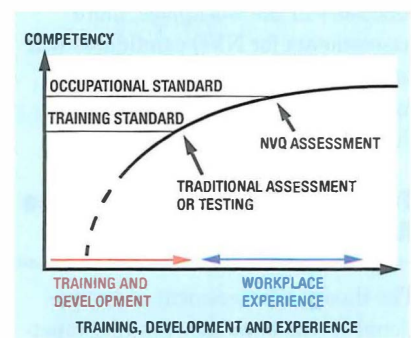 COMPETENCY
OCCUPATIONAL STANDARD
TRAINING STANDARD
NVQ ASSESSMENT
TRADITIONAL ASSESSMENT
OR TESTING
TRAINING AND
DEVELOPMENT
WORKPLACE
EXPERIENCE
TRAINING, DEVELOPMENT AND EXPERIENCE